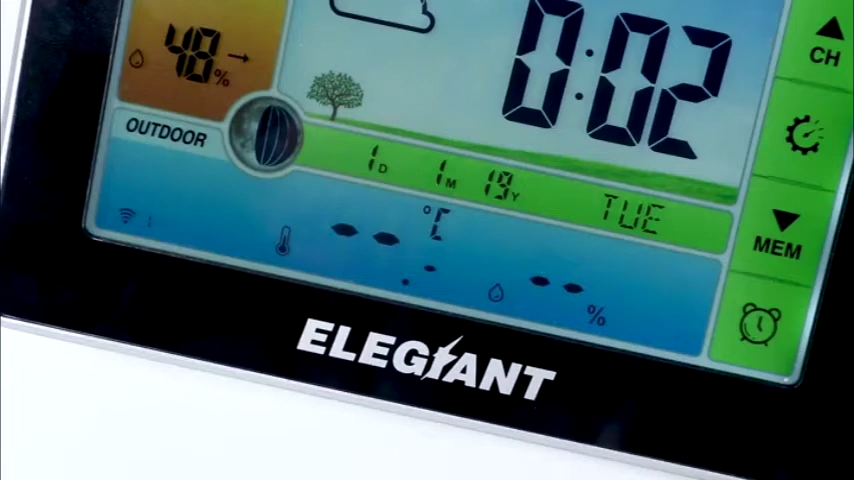 48%
0:02
CH
OUTDOOR
1D 1M 19Y TUE
MEM
°C
--.- --%
ELEGIANT